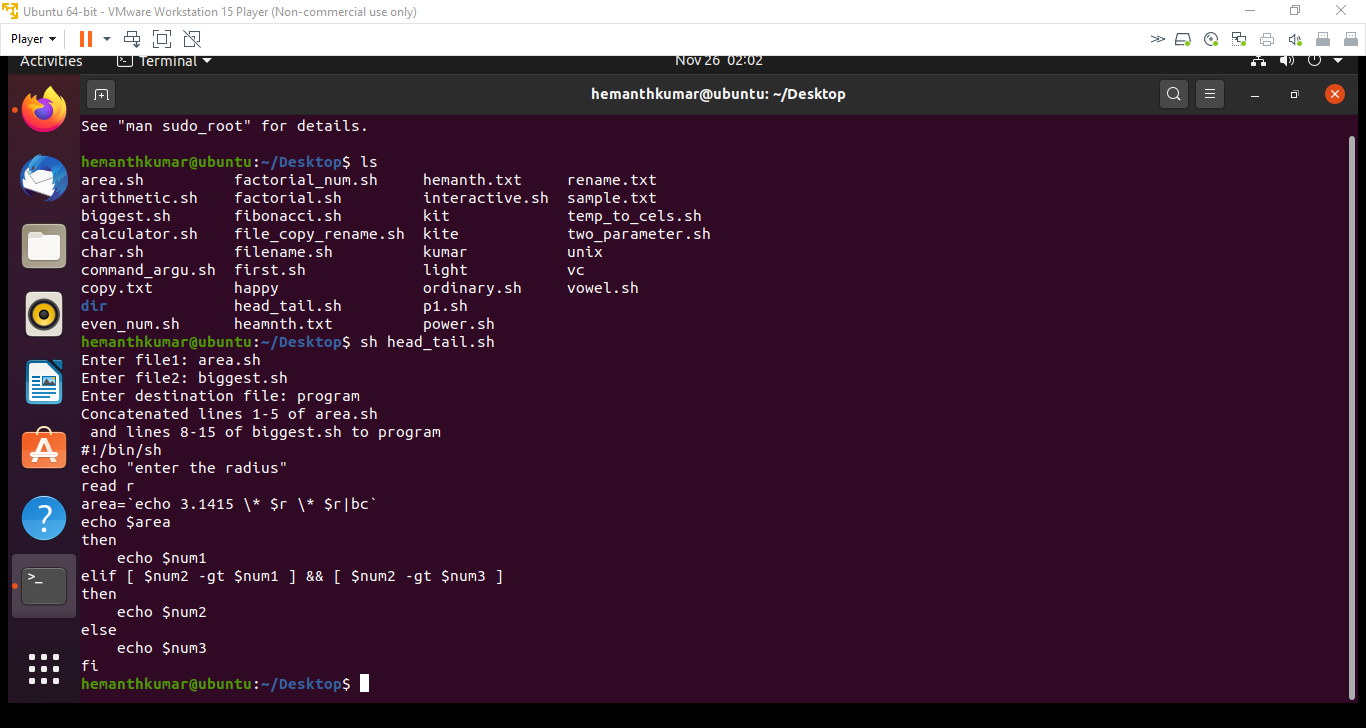 Ubuntu 64-bit - VMware Workstation 15 Player (Non-commercial use only)
Player
Activities Terminal Nov 26 02:02
hemanthkumar@ubuntu: ~/Desktop
See "man sudo_root" for details.
hemanthkumar@ubuntu:~/Desktop$ ls
area.sh factorial_num.sh hemanth.txt rename.txt
arithmetic.sh factorial.sh interactive.sh sample.txt
biggest.sh fibonacci.sh kit temp_to_cels.sh
calculator.sh file_copy_rename.sh kite two_parameter.sh
char.sh filename.sh kumar unix
command_argu.sh first.sh light vc
copy.txt happy ordinary.sh vowel.sh
dir head_tail.sh p1.sh
even_num.sh heamnth.txt power.sh
hemanthkumar@ubuntu:~/Desktop$ sh head_tail.sh
Enter file1: area.sh
Enter file2: biggest.sh
Enter destination file: program
Concatenated lines 1-5 of area.sh
and lines 8-15 of biggest.sh to program
#!/bin/sh
echo "enter the radius"
read r
area=`echo 3.1415 \* $r \* $r|bc`
echo $area
then
echo $num1
elif [ $num2 -gt $num1 ] && [ $num2 -gt $num3 ]
then
echo $num2
else
echo $num3
fi
hemanthkumar@ubuntu:~/Desktop$